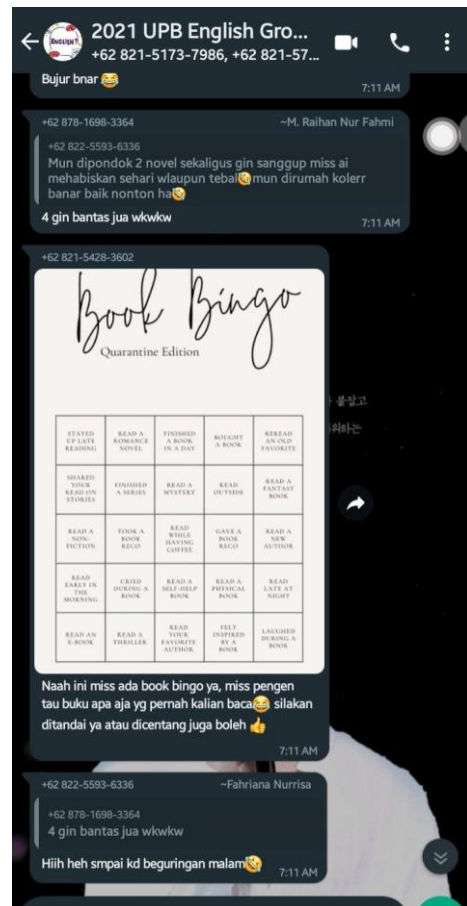 2021 UPB English Gro...
+62 821-5173-7986, +62 821-57...
Bujur bnar 😂
7:11 AM
+62 878-1698-3364 ~M. Raihan Nur Fahmi
+62 822-5593-6336
Mun dipondok 2 novel sekaligus gin sanggup miss ai
mehabiskan sehari wlaupun tebal🤣mun dirumah kolerr
banar baik nonton ha🤣
4 gin bantas jua wkwkw
7:11 AM
+62 821-5428-3602
Book Bingo
Quarantine Edition
STAYED UP LATE READING
READ A ROMANCE NOVEL
FINISHED A BOOK IN A DAY
BOUGHT A BOOK
REREAD AN OLD FAVORITE
SHARED YOUR READ ON STORIES
FINISHED A SERIES
READ A MYSTERY
READ OUTSIDE
READ A FANTASY BOOK
READ A NON-FICTION
TOOK A BOOK RECO
READ WHILE HAVING COFFEE
GAVE A BOOK RECO
READ A NEW AUTHOR
READ EARLY IN THE MORNING
CRIED DURING A BOOK
READ A SELF-HELP BOOK
READ A PHYSICAL BOOK
READ LATE AT NIGHT
READ AN E-BOOK
READ A THRILLER
READ YOUR FAVORITE AUTHOR
FELT INSPIRED BY A BOOK
LAUGHED DURING A BOOK
Naah ini miss ada book bingo ya, miss pengen
tau buku apa aja yg pernah kalian baca😂 silakan
ditandai ya atau dicentang juga boleh 👍
7:11 AM
+62 822-5593-6336 ~Fahriana Nurrisa
+62 878-1698-3364
4 gin bantas jua wkwkw
Hiih heh smpai kd beguringan malam🤣
7:11 AM